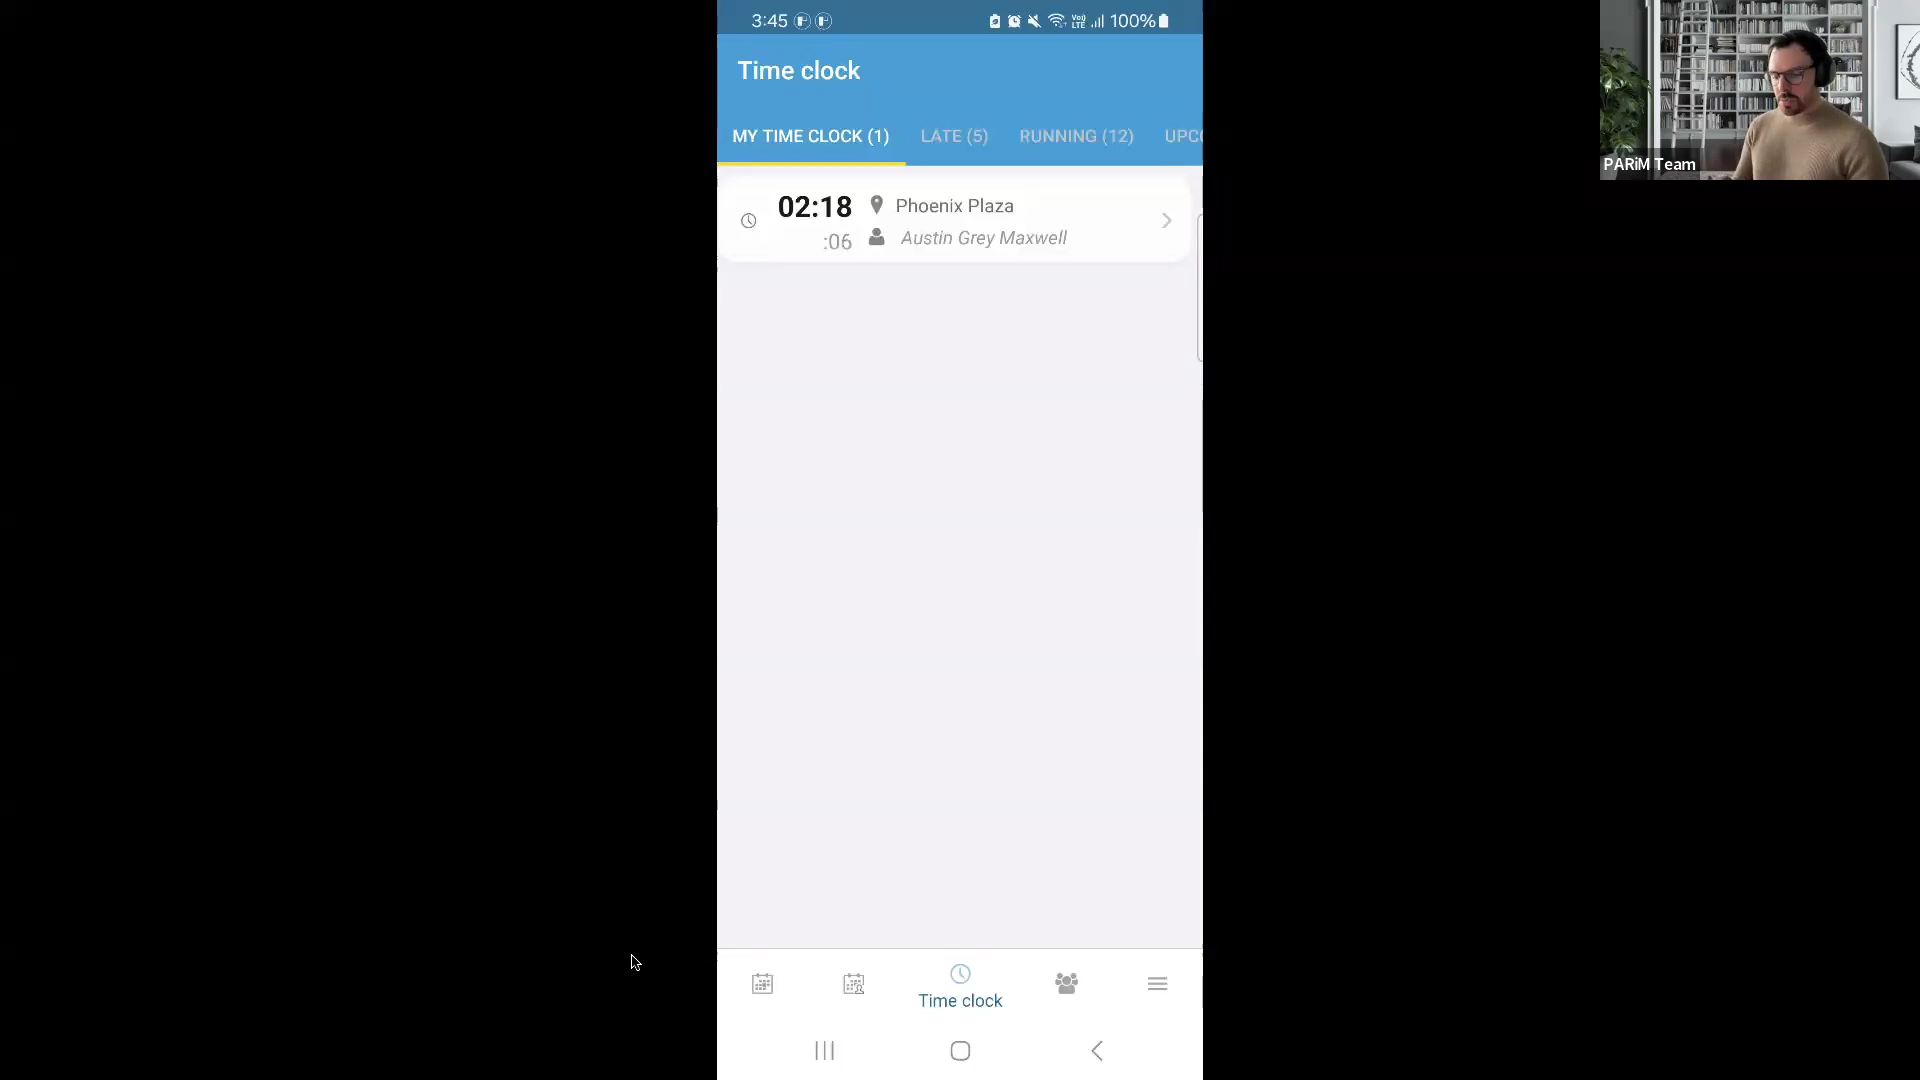 3:45 100%
Time clock
MY TIME CLOCK (1) LATE (5) RUNNING (12) UPCO
02:18 Phoenix Plaza
:06 Austin Grey Maxwell
Time clock
PARiM Team